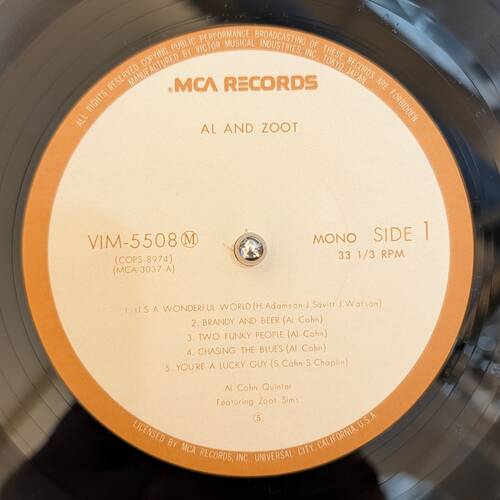 ALL RIGHTS RESERVED COPYING PUBLIC PERFORMANCE BROADCASTING OF THESE RECORDS ARE FORBIDDEN
MANUFACTURED BY VICTOR MUSICAL INDUSTRIES, INC. TOKYO, JAPAN.
MCA RECORDS
AL AND ZOOT
VIM-5508 Ⓜ
(COPS-8974)
(MCA-3037-A)
MONO SIDE 1
33 1/3 RPM
1. IT'S A WONDERFUL WORLD (H.Adamson-J.Savitt-J.Watson)
2. BRANDY AND BEER (Al Cohn)
3. TWO FUNKY PEOPLE (Al Cohn)
4. CHASING THE BLUES (Al Cohn)
5. YOU'RE A LUCKY GUY (S.Cahn-S.Chaplin)
Al Cohn Quintet
Featuring Zoot Sims
Ⓢ
LICENSED BY MCA RECORDS, INC., UNIVERSAL CITY, CALIFORNIA, U.S.A.